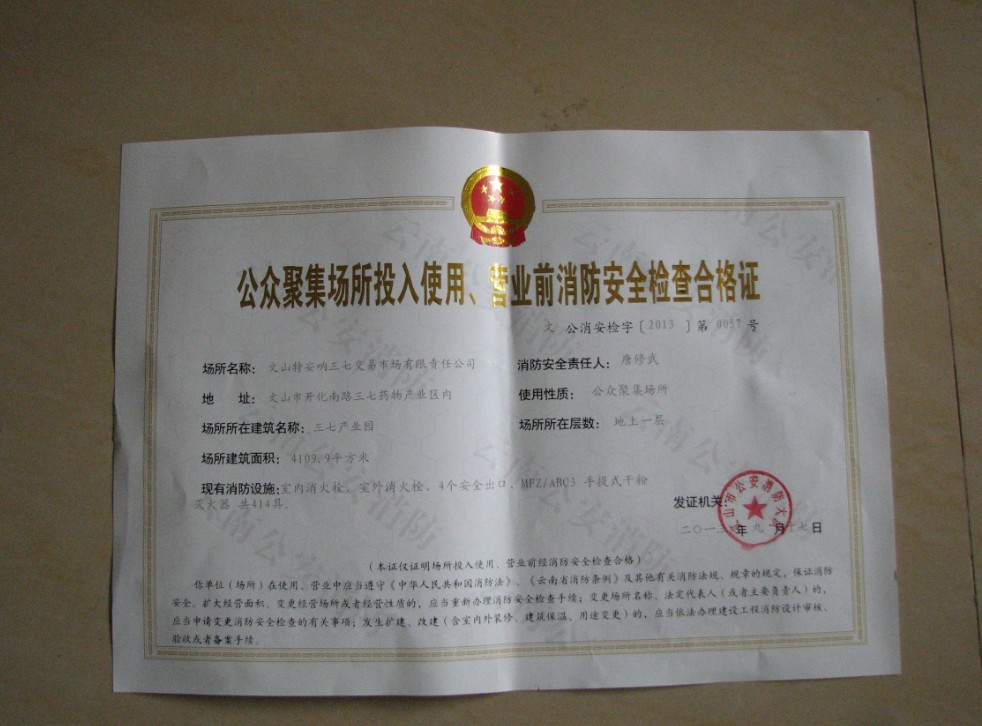 公众聚集场所投入使用、营业前消防安全检查合格证
文 公消安检字〔2013 〕第 0057 号
场所名称： 文山特安呐三七交易市场有限责任公司
消防安全责任人： 唐修武
地 址： 文山市开化南路三七药物产业区内
使用性质： 公众聚集场所
场所所在建筑名称： 三七产业园
场所所在层数： 地上一层
场所建筑面积： 4109.9平方米
现有消防设施:室内消火栓、室外消火栓、4个安全出口、MFZ/ABC3 手提式干粉
灭火器 共414具.
发证机关:
山市公安消防大
二〇一三年 九 月 十七 日
（本证仅证明场所投入使用、营业前经消防安全检查合格）
你单位（场所）在使用、营业中应当遵守《中华人民共和国消防法》、《云南省消防条例》及其他有关消防法规、规章的规定，保证消防
安全。扩大经营面积、变更经营场所或者经营性质的，应当重新办理消防安全检查手续；变更场所名称、法定代表人（或者主要负责人）的，
应当申请变更消防安全检查的有关事项；发生扩建、改建（含室内外装修、建筑保温、用途变更）的，应当依法办理建设工程消防设计审核、
验收或者备案手续。